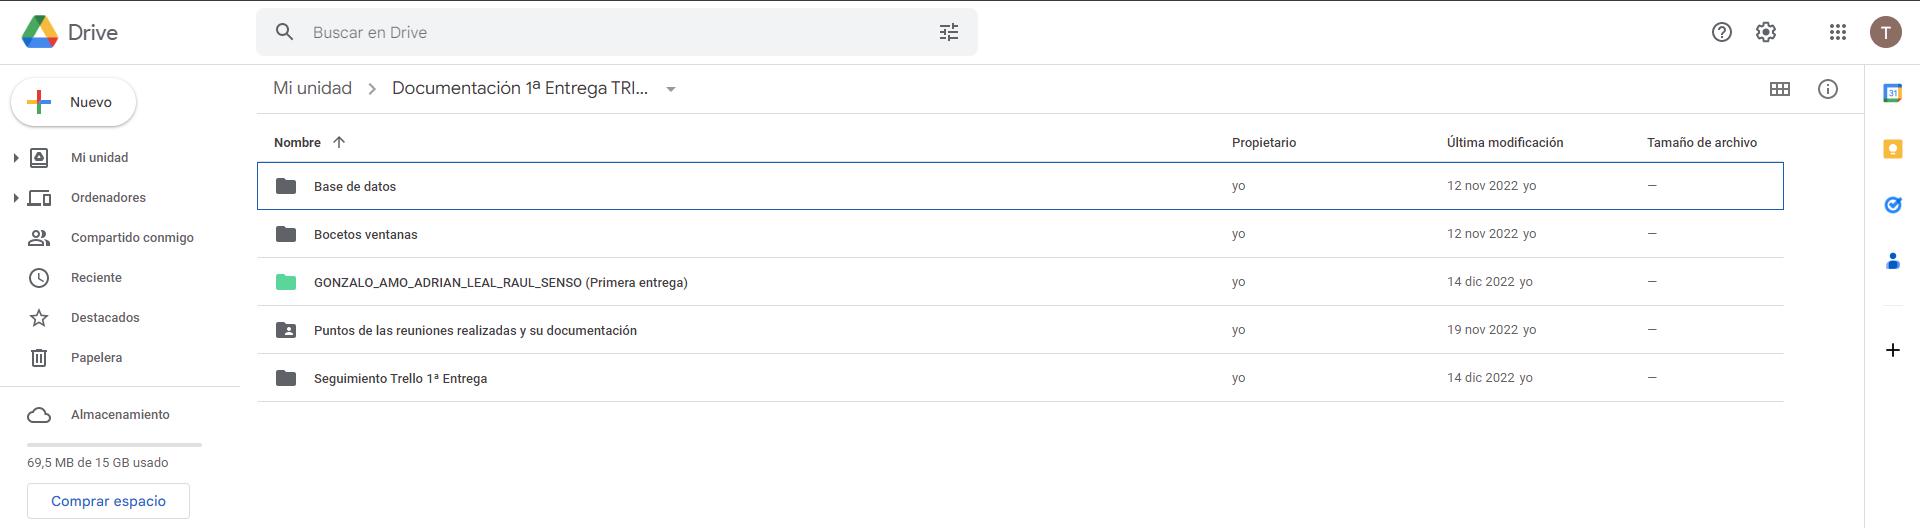 Drive
Buscar en Drive
T
Nuevo
Mi unidad
Ordenadores
Compartido conmigo
Reciente
Destacados
Papelera
Almacenamiento
69,5 MB de 15 GB usado
Comprar espacio
Mi unidad > Documentación 1ª Entrega TRI...
Nombre Propietario Última modificación Tamaño de archivo
Base de datos yo 12 nov 2022 yo —
Bocetos ventanas yo 12 nov 2022 yo —
GONZALO_AMO_ADRIAN_LEAL_RAUL_SENSO (Primera entrega) yo 14 dic 2022 yo —
Puntos de las reuniones realizadas y su documentación yo 19 nov 2022 yo —
Seguimiento Trello 1ª Entrega yo 14 dic 2022 yo —
31